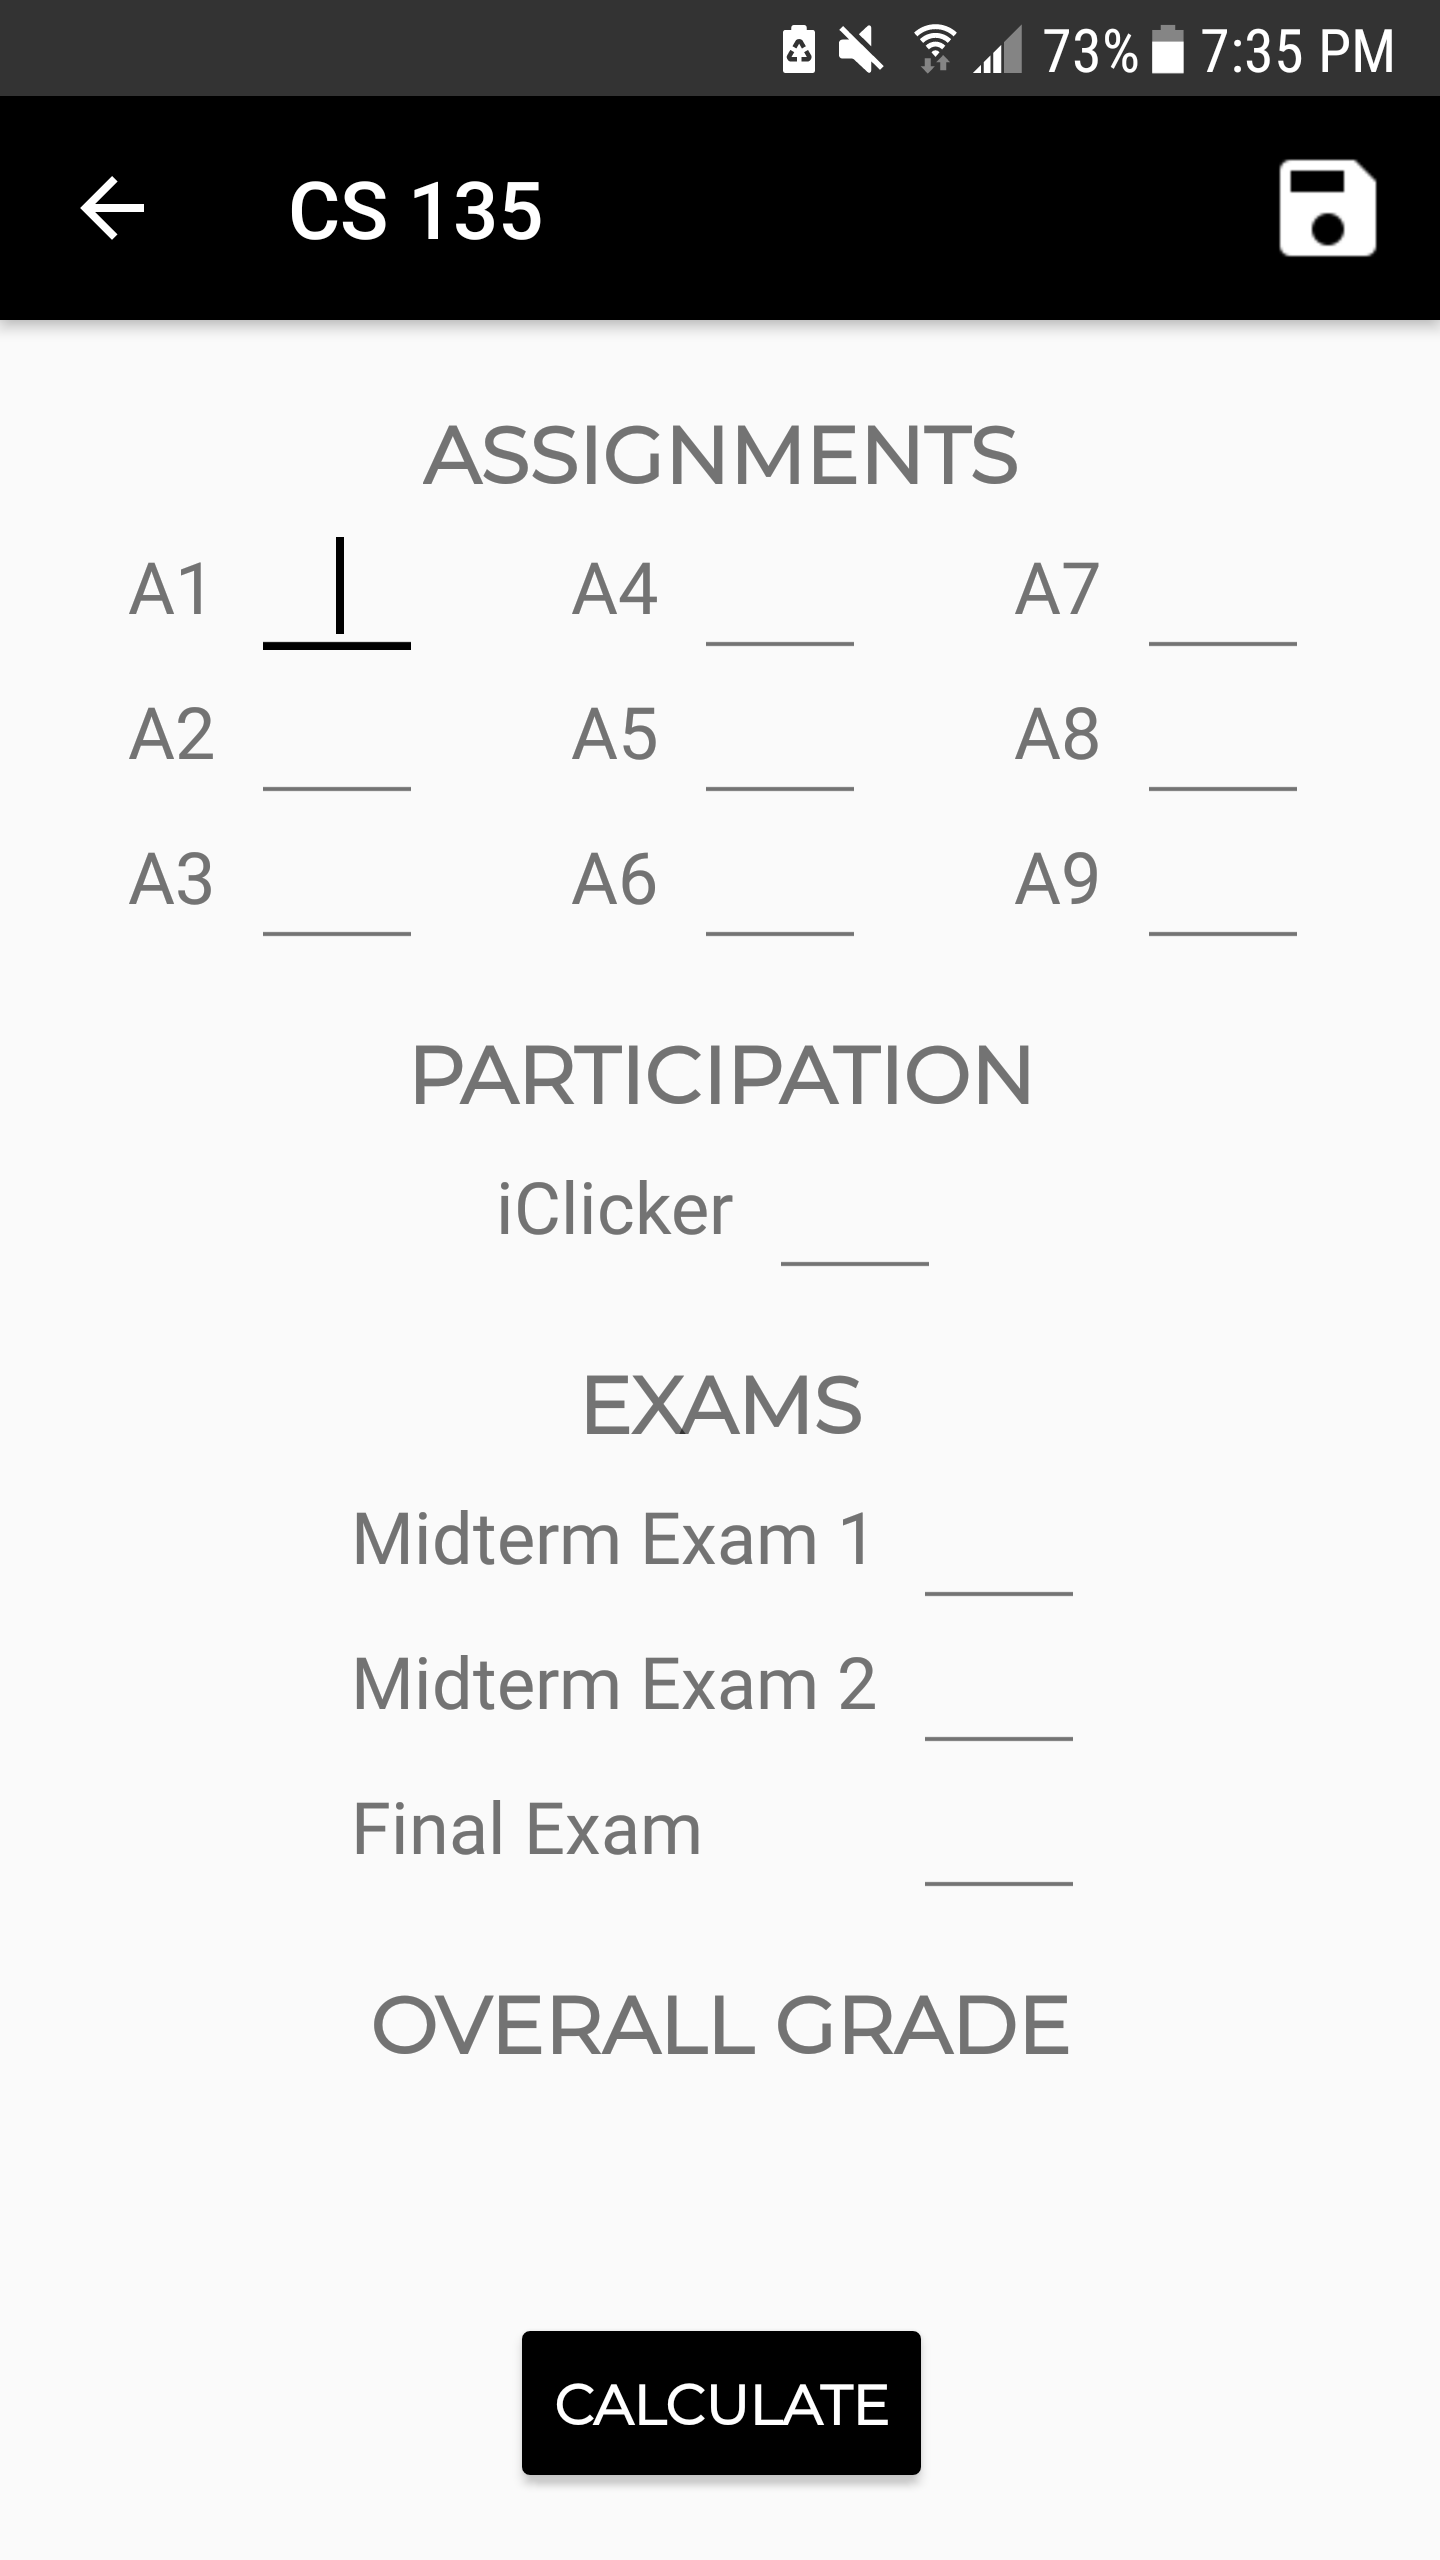 73% 7:35 PM
CS 135
ASSIGNMENTS
A1 A4 A7
A2 A5 A8
A3 A6 A9
PARTICIPATION
iClicker
EXAMS
Midterm Exam 1
Midterm Exam 2
Final Exam
OVERALL GRADE
CALCULATE